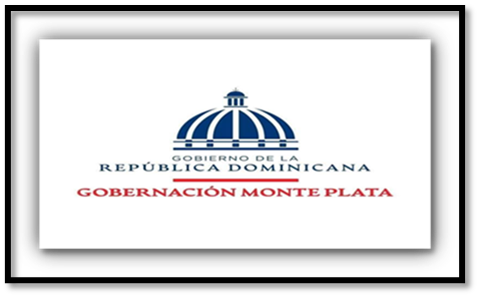 GOBIERNO DE LA
REPÚBLICA DOMINICANA
GOBERNACIÓN MONTE PLATA